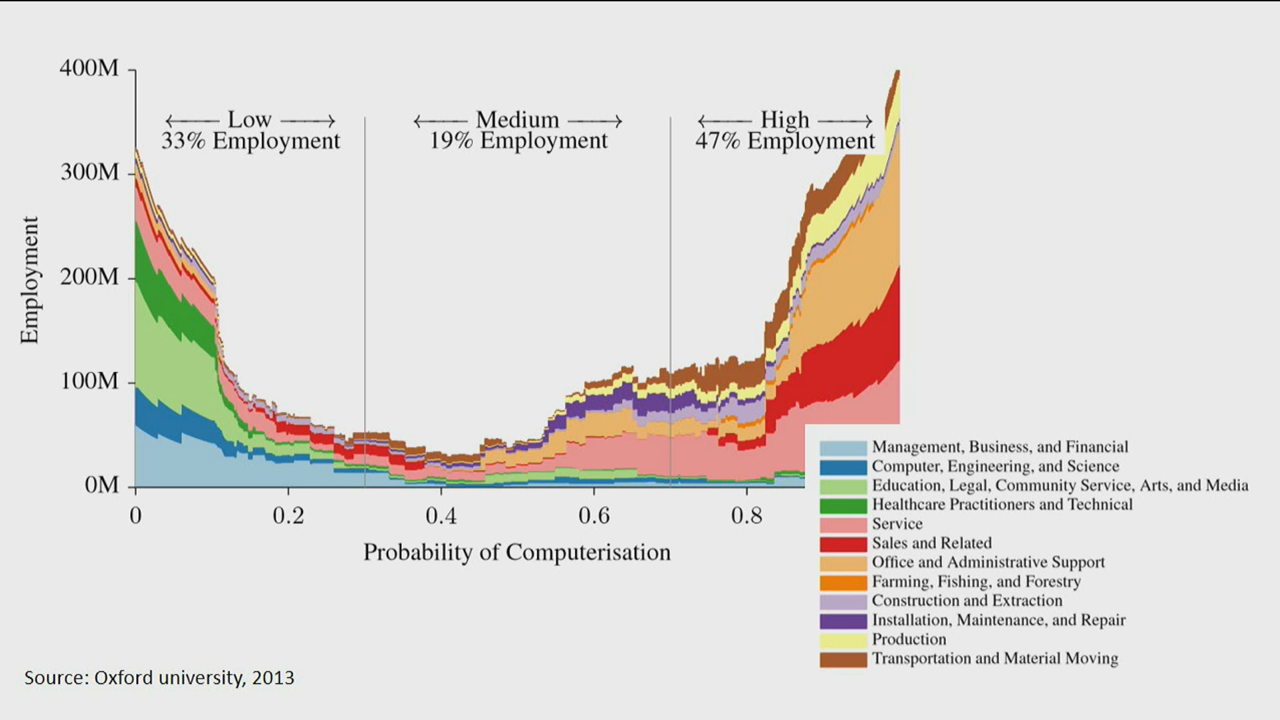 400M
300M
200M
100M
0M
Employment
Low
33% Employment
Medium
19% Employment
High
47% Employment
0
0.2
0.4
0.6
0.8
Probability of Computerisation
Management, Business, and Financial
Computer, Engineering, and Science
Education, Legal, Community Service, Arts, and Media
Healthcare Practitioners and Technical
Service
Sales and Related
Office and Administrative Support
Farming, Fishing, and Forestry
Construction and Extraction
Installation, Maintenance, and Repair
Production
Transportation and Material Moving
Source: Oxford university, 2013